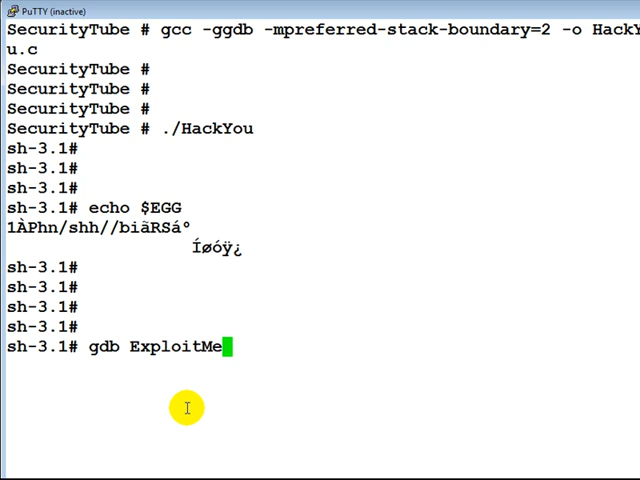 PuTTY (inactive)
SecurityTube # gcc -ggdb -mpreferred-stack-boundary=2 -o HackY
u.c
SecurityTube #
SecurityTube #
SecurityTube #
SecurityTube # ./HackYou
sh-3.1#
sh-3.1#
sh-3.1#
sh-3.1# echo $EGG
1ÀPhn/shh//biãRSáº
Íøóÿ¿
sh-3.1#
sh-3.1#
sh-3.1#
sh-3.1#
sh-3.1# gdb ExploitMe